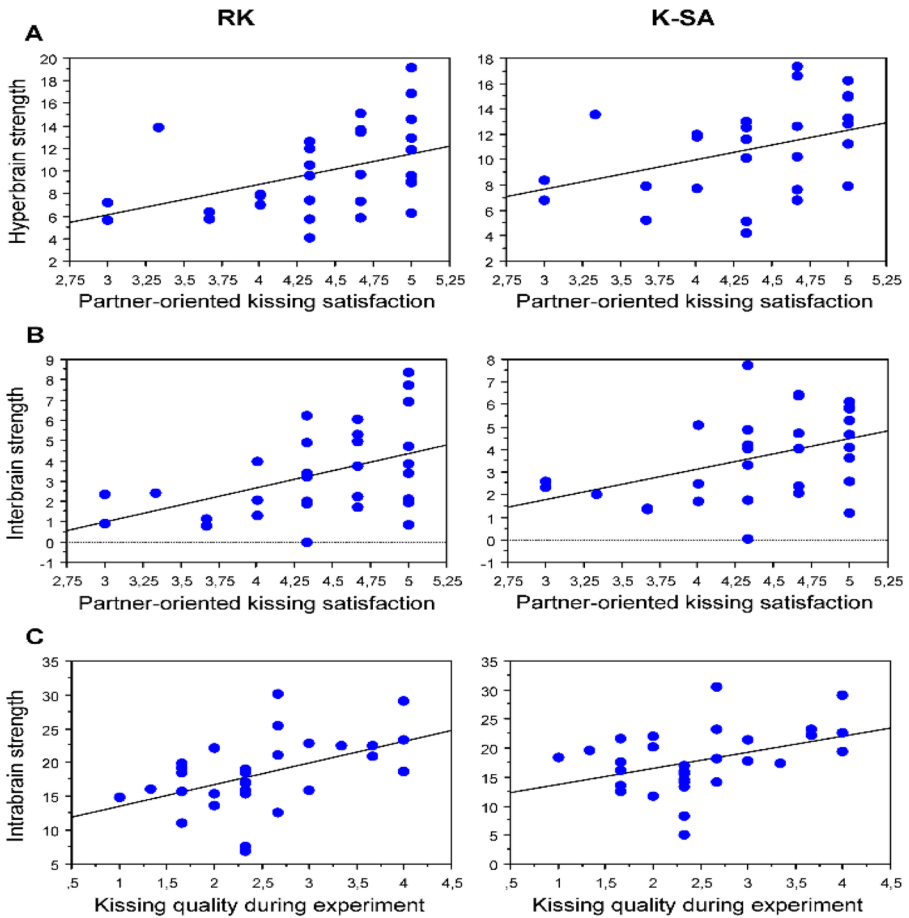 RK K-SA
A
Hyperbrain strength
20
18
16
14
12
10
8
6
4
2
2,75 3 3,25 3,5 3,75 4 4,25 4,5 4,75 5 5,25
Partner-oriented kissing satisfaction
18
16
14
12
10
8
6
4
2
2,75 3 3,25 3,5 3,75 4 4,25 4,5 4,75 5 5,25
Partner-oriented kissing satisfaction
B
Interbrain strength
9
8
7
6
5
4
3
2
1
0
-1
2,75 3 3,25 3,5 3,75 4 4,25 4,5 4,75 5 5,25
Partner-oriented kissing satisfaction
8
7
6
5
4
3
2
1
0
-1
2,75 3 3,25 3,5 3,75 4 4,25 4,5 4,75 5 5,25
Partner-oriented kissing satisfaction
C
Intrabrain strength
35
30
25
20
15
10
5
,5 1 1,5 2 2,5 3 3,5 4 4,5
Kissing quality during experiment
35
30
25
20
15
10
5
0
,5 1 1,5 2 2,5 3 3,5 4 4,5
Kissing quality during experiment